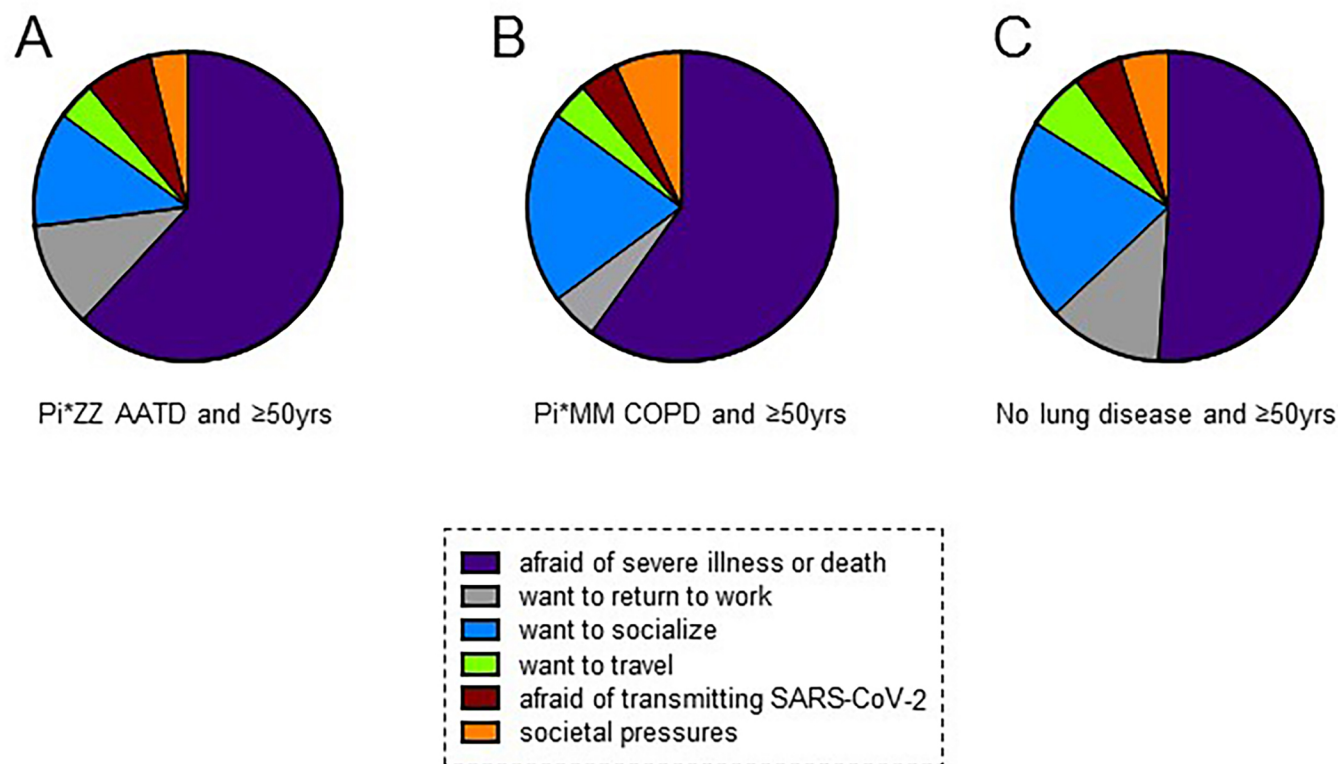 A
B
C
Pi*ZZ AATD and ≥50yrs
Pi*MM COPD and ≥50yrs
No lung disease and ≥50yrs
afraid of severe illness or death
want to return to work
want to socialize
want to travel
afraid of transmitting SARS-CoV-2
societal pressures